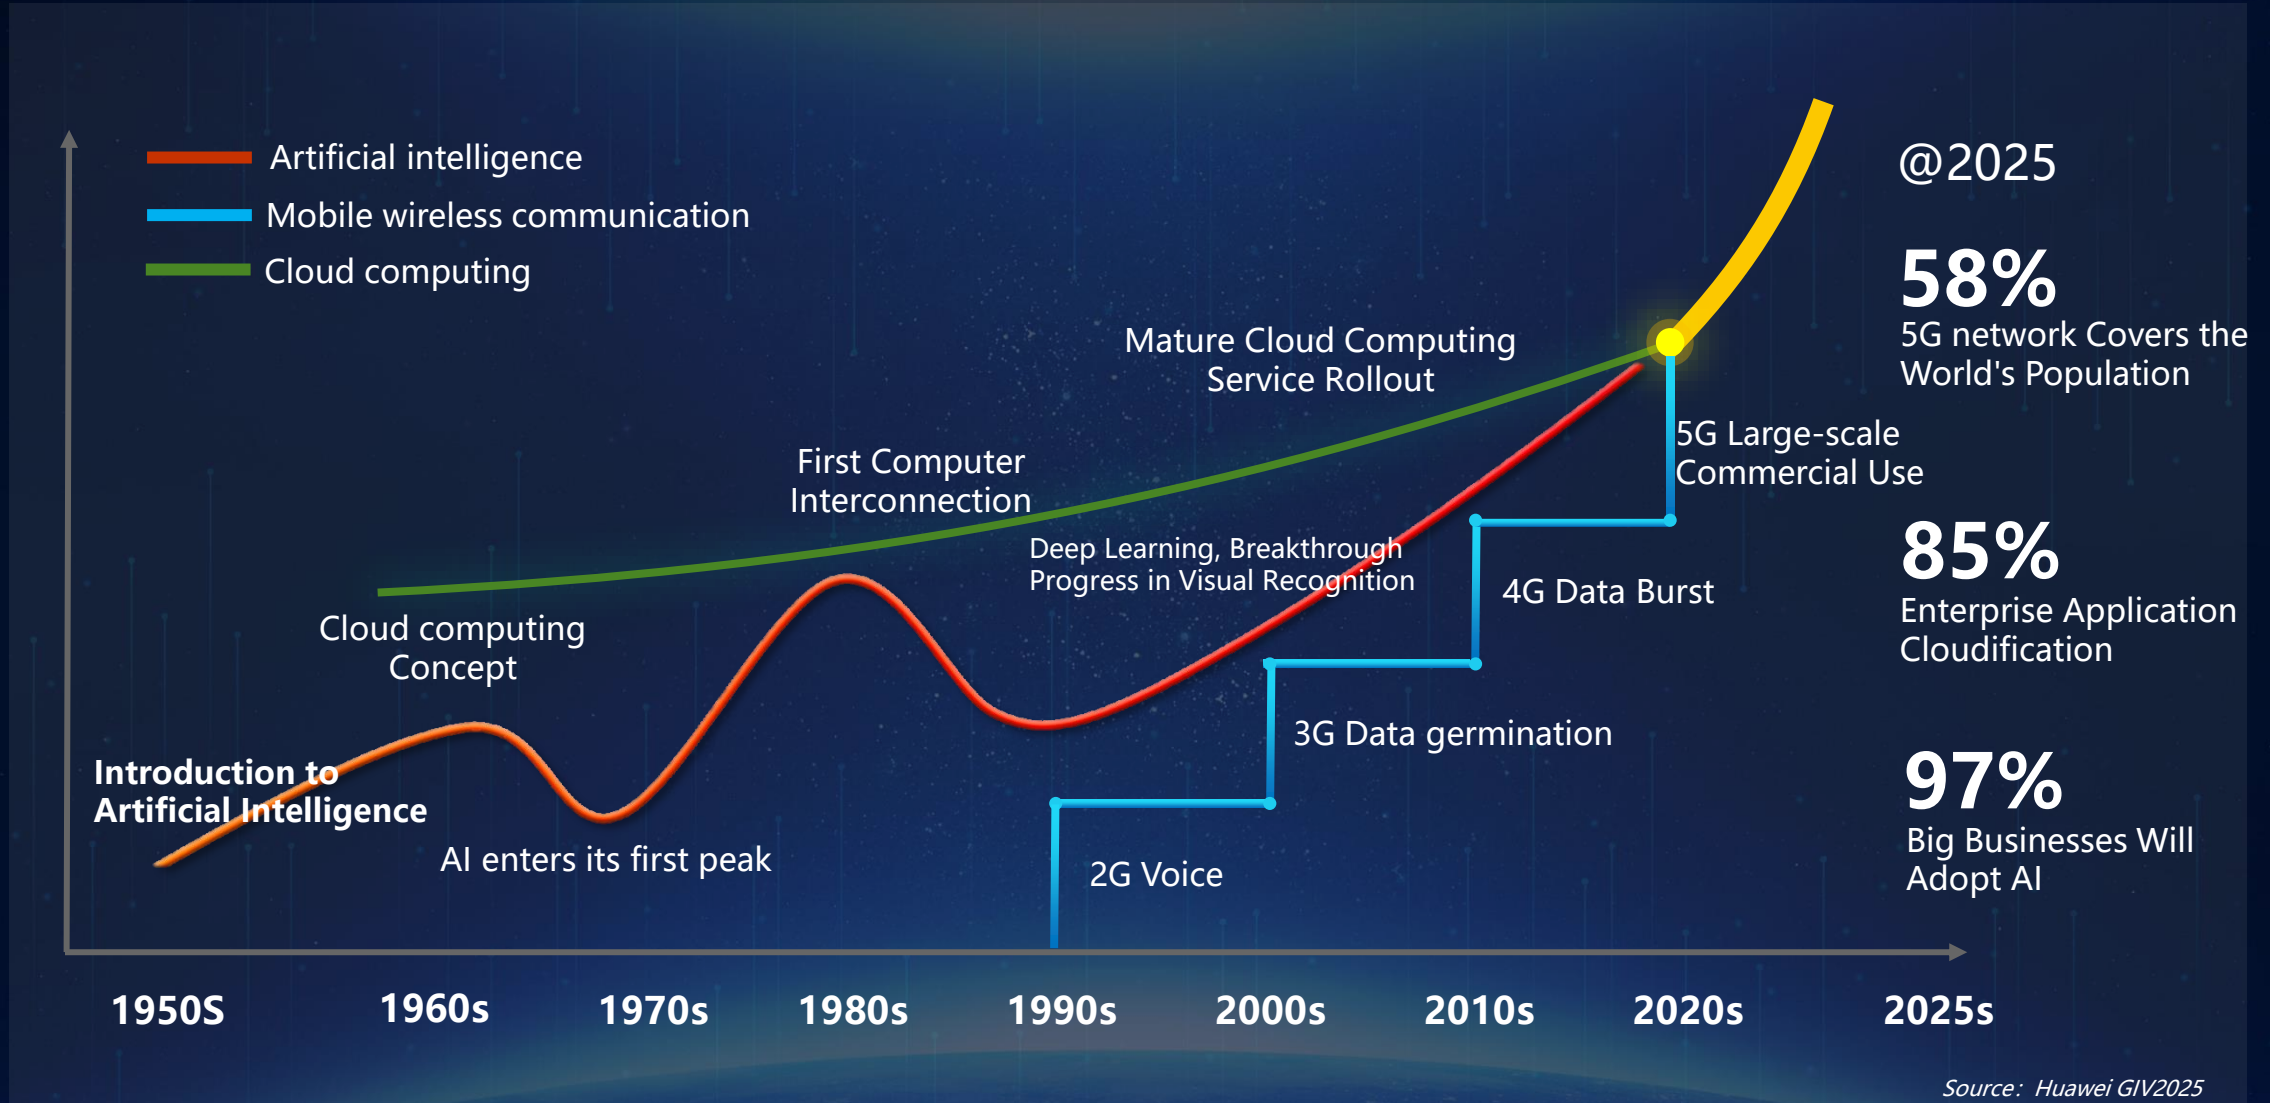 Artificial intelligence
Mobile wireless communication
Cloud computing
@2025
58%
5G network Covers the
World's Population
Mature Cloud Computing
Service Rollout
5G Large-scale
Commercial Use
First Computer
Interconnection
Deep Learning, Breakthrough
Progress in Visual Recognition
4G Data Burst
85%
Enterprise Application
Cloudification
Cloud computing
Concept
3G Data germination
Introduction to
Artificial Intelligence
97%
Big Businesses Will
Adopt AI
AI enters its first peak
2G Voice
1950S
1960s
1970s
1980s
1990s
2000s
2010s
2020s
2025s
Source：Huawei GIV2025